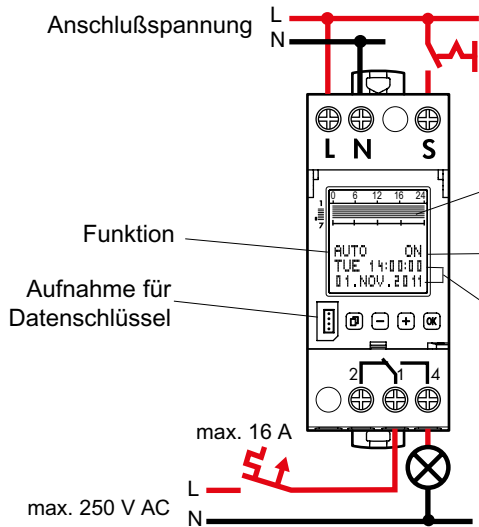 Anschlußspannung L
N
L N S
0 6 12 16 24
1
7
Funktion
AUTO ON
TUE 14:00:00
01.NOV.2011
Aufnahme für
Datenschlüssel
OK
2 1 4
max. 16 A
L
max. 250 V AC N